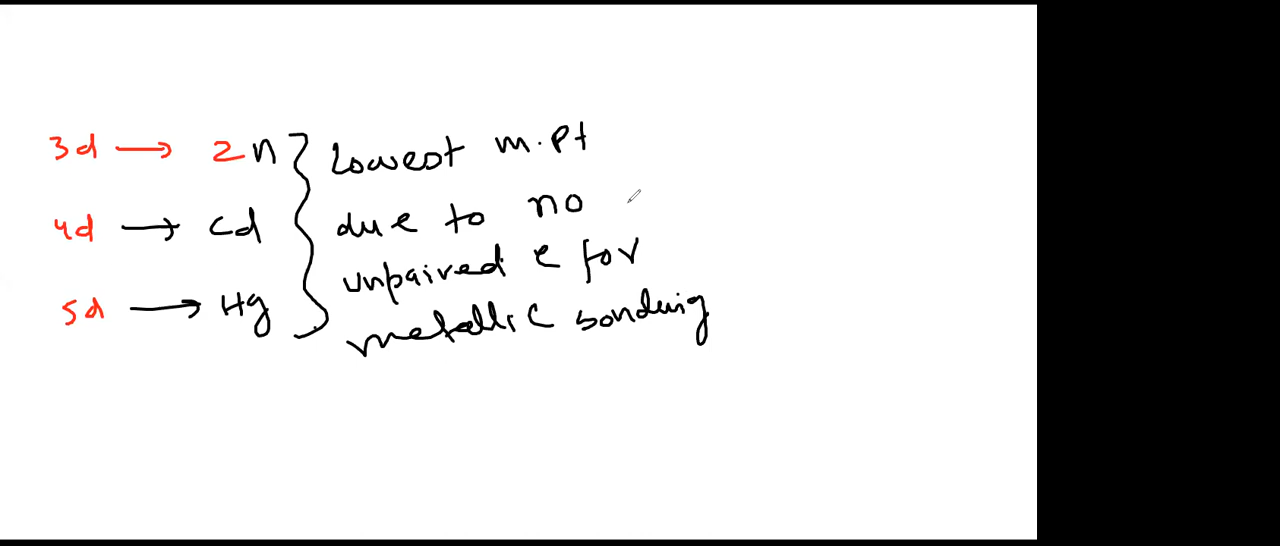 3d → Zn } lowest m.pt
4d → Cd } due to no
unpaired e for
5d → Hg } metallic bonding